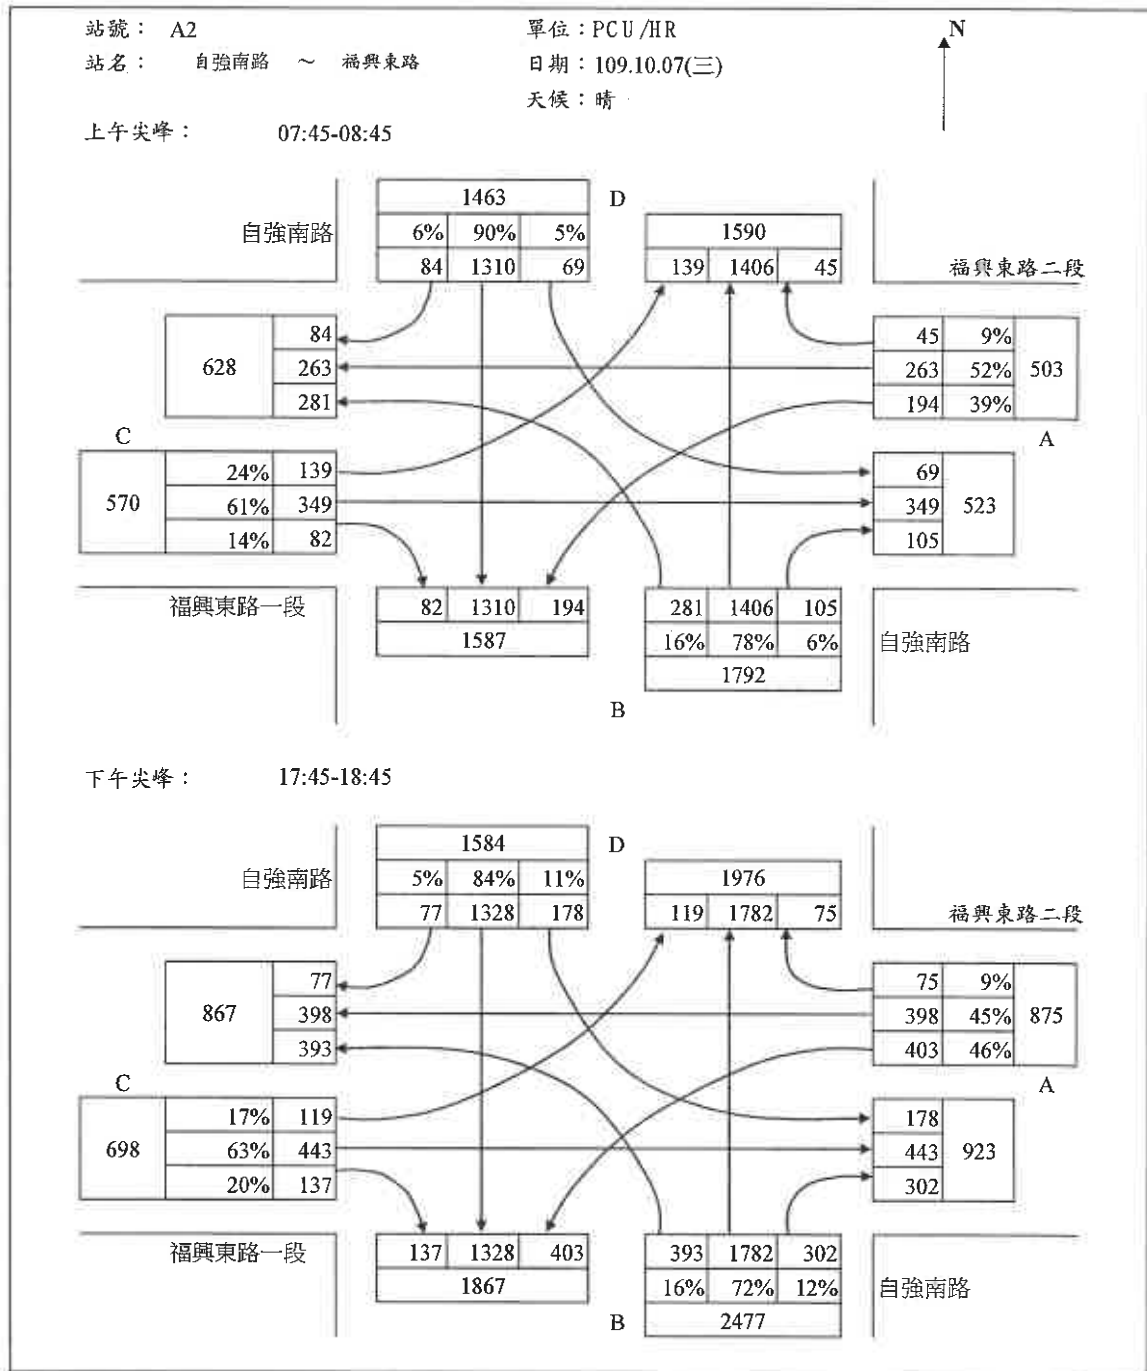 站號： A2 單位：PCU/HR N
站名： 自強南路 ～ 福興東路 日期：109.10.07(三)
天候：晴
上午尖峰： 07:45-08:45
1463 D
自強南路 6% 90% 5% 1590
84 1310 69 139 1406 45 福興東路二段
84 45 9%
628 263 263 52% 503
281 194 39%
C A
24% 139 69
570 61% 349 349 523
14% 82 105
福興東路一段 82 1310 194 281 1406 105
1587 16% 78% 6% 自強南路
1792
B
下午尖峰： 17:45-18:45
1584 D
自強南路 5% 84% 11% 1976
77 1328 178 119 1782 75 福興東路二段
77 75 9%
867 398 398 45% 875
393 403 46%
C A
17% 119 178
698 63% 443 443 923
20% 137 302
福興東路一段 137 1328 403 393 1782 302
1867 16% 72% 12% 自強南路
B 2477